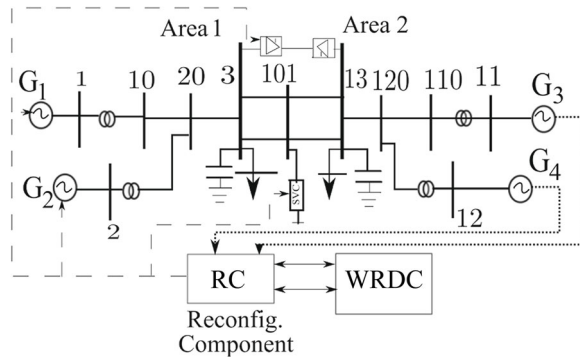 Area 1
Area 2
G1
1
10
20
3
101
13
120
110
11
G3
G2
2
SVC
G4
12
RC
WRDC
Reconfig.
Component